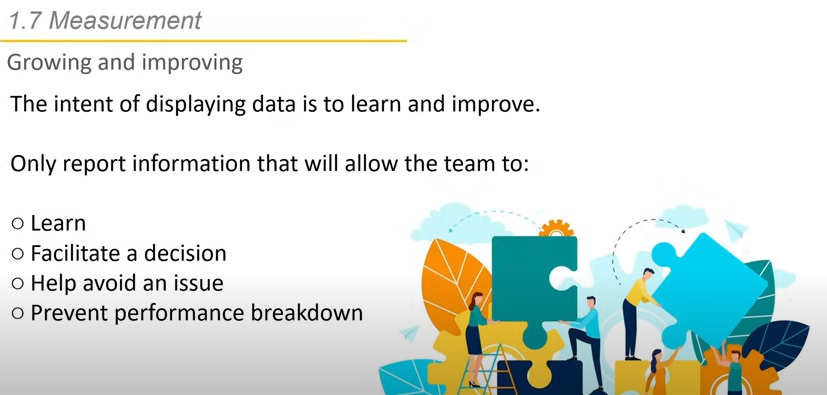 1.7 Measurement
Growing and improving
The intent of displaying data is to learn and improve.
Only report information that will allow the team to:
○ Learn
○ Facilitate a decision
○ Help avoid an issue
○ Prevent performance breakdown